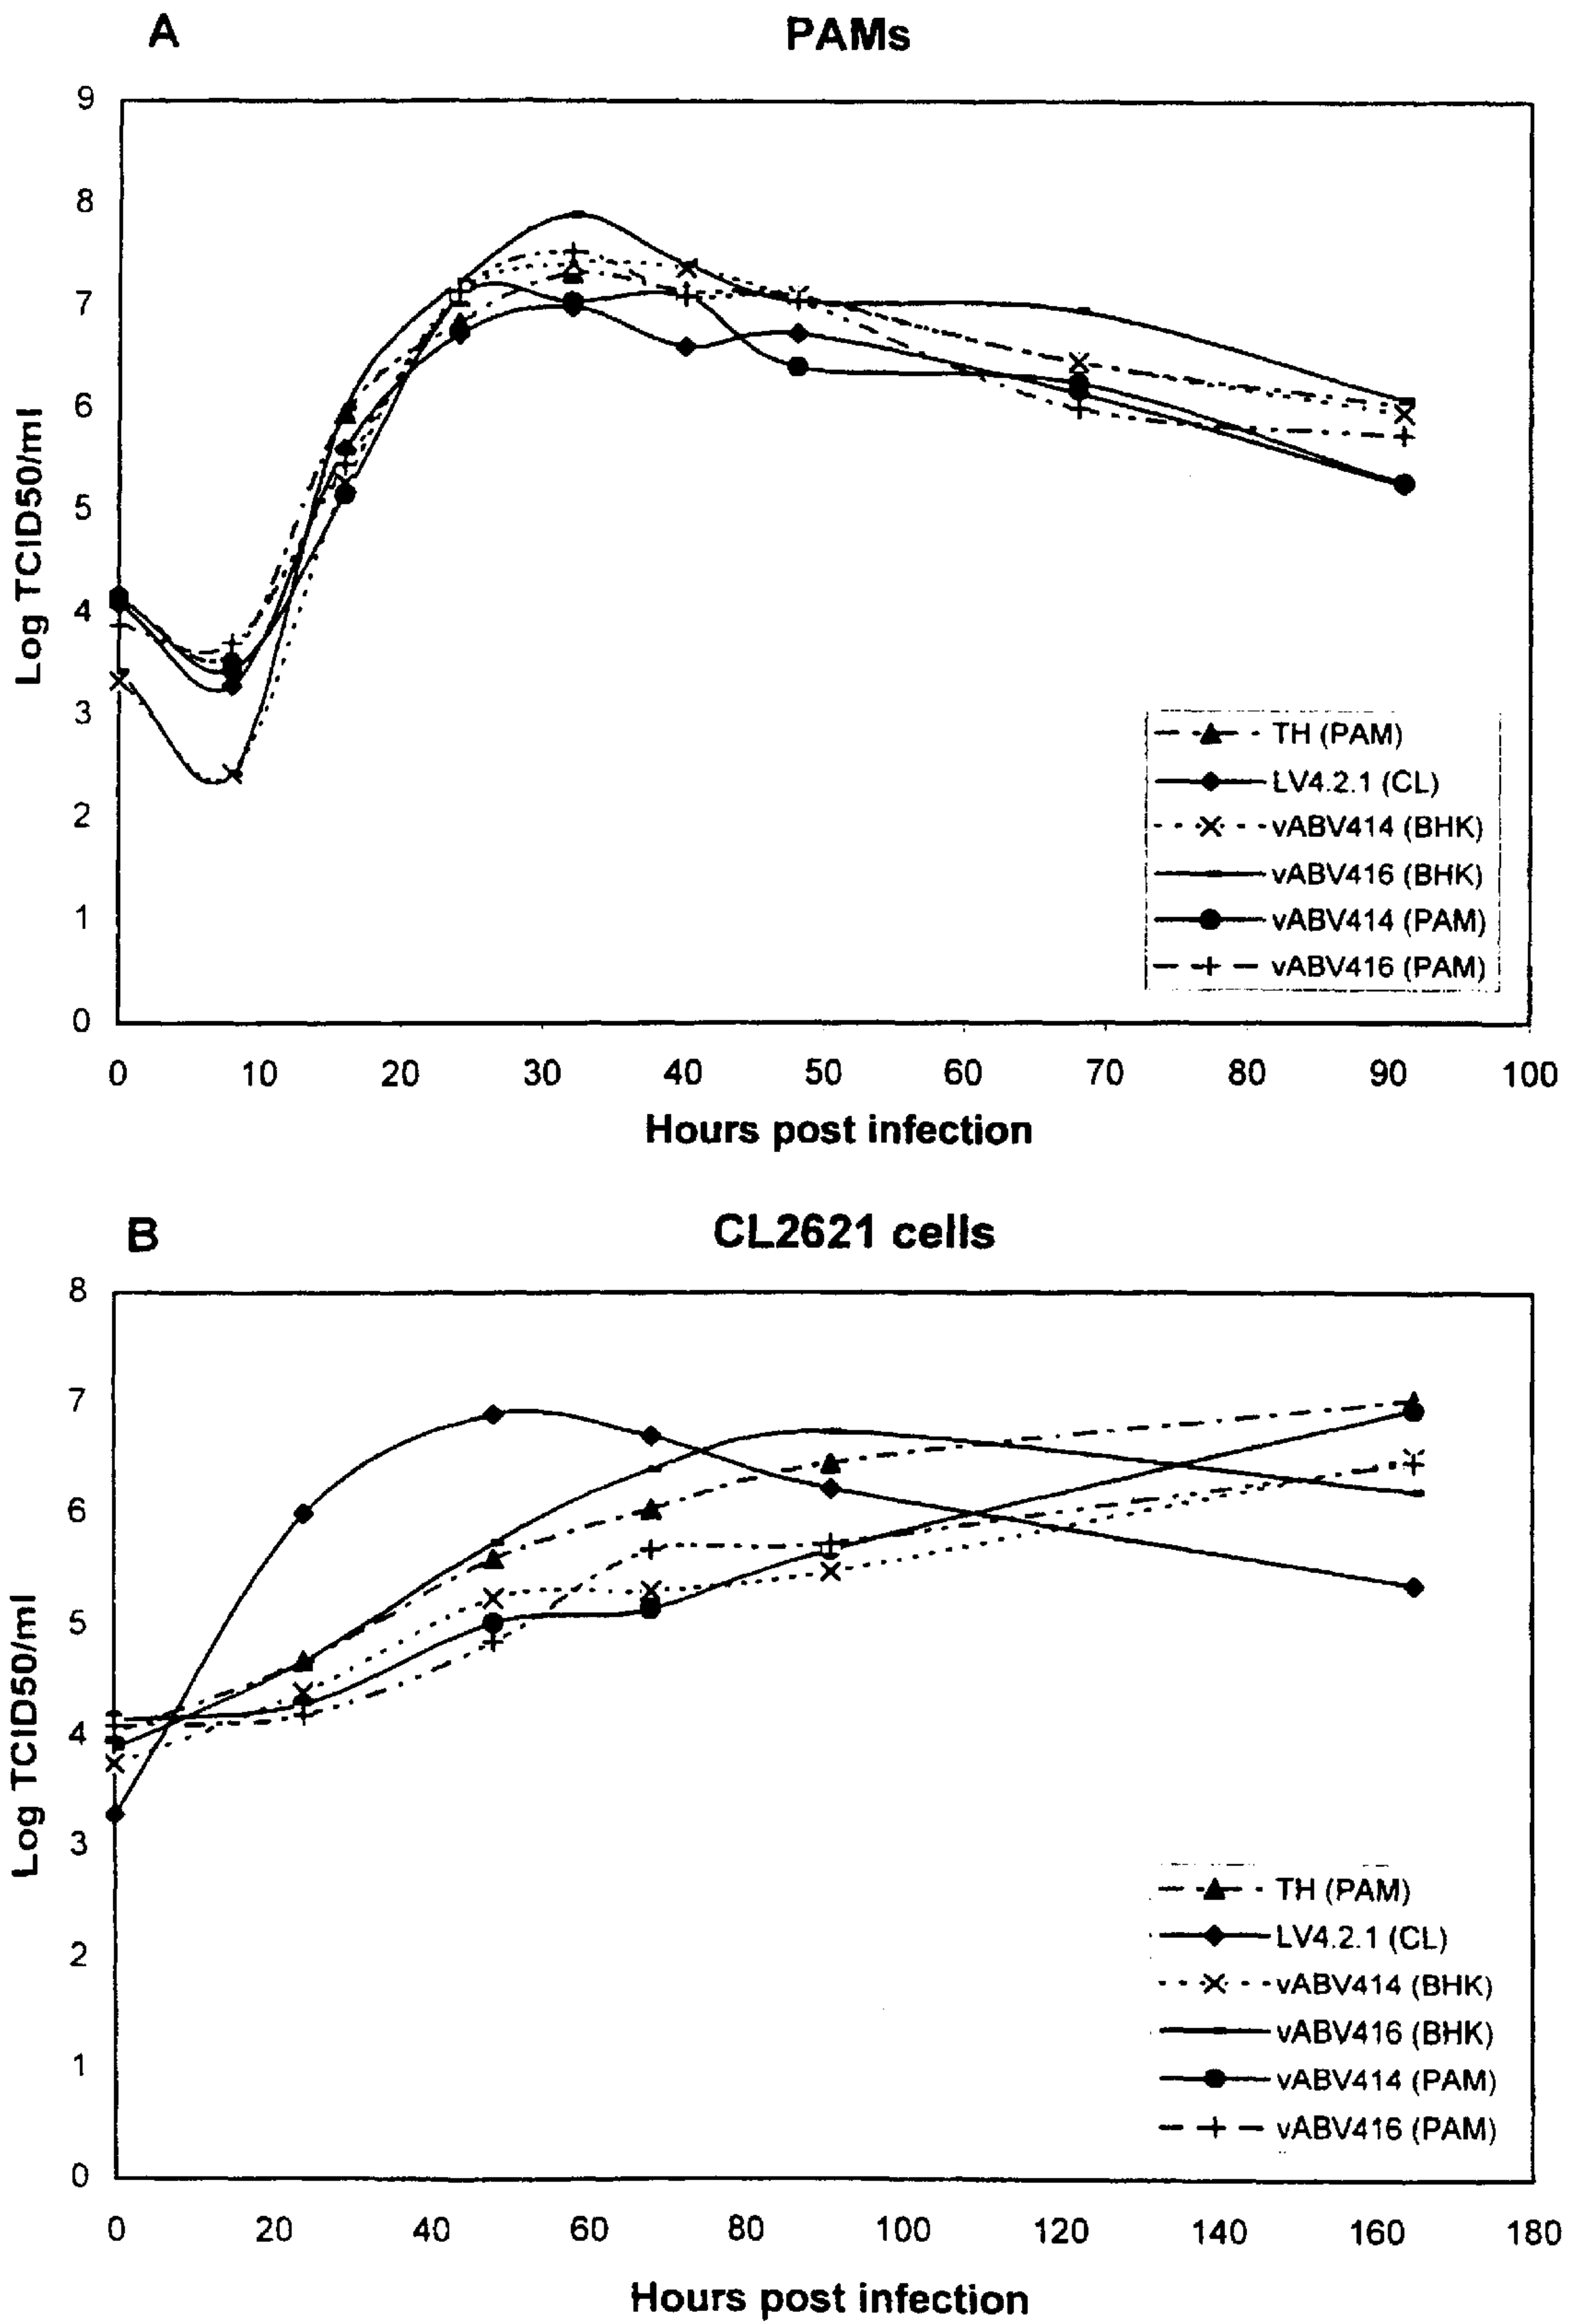 A
PAMs
9
8
7
6
5
4
3
2
1
0
Log TCID50/ml
TH (PAM)
LV4.2.1 (CL)
vABV414 (BHK)
vABV416 (BHK)
vABV414 (PAM)
vABV416 (PAM)
0 10 20 30 40 50 60 70 80 90 100
Hours post infection
B
CL2621 cells
8
7
6
5
4
3
2
1
0
Log TCID50/ml
TH (PAM)
LV4.2.1 (CL)
vABV414 (BHK)
vABV416 (BHK)
vABV414 (PAM)
vABV416 (PAM)
0 20 40 60 80 100 120 140 160 180
Hours post infection